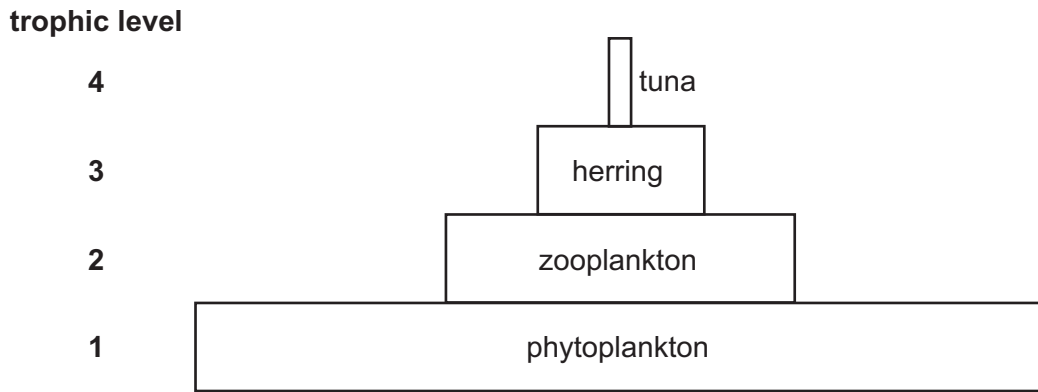 trophic level
4 tuna
3 herring
2 zooplankton
1 phytoplankton